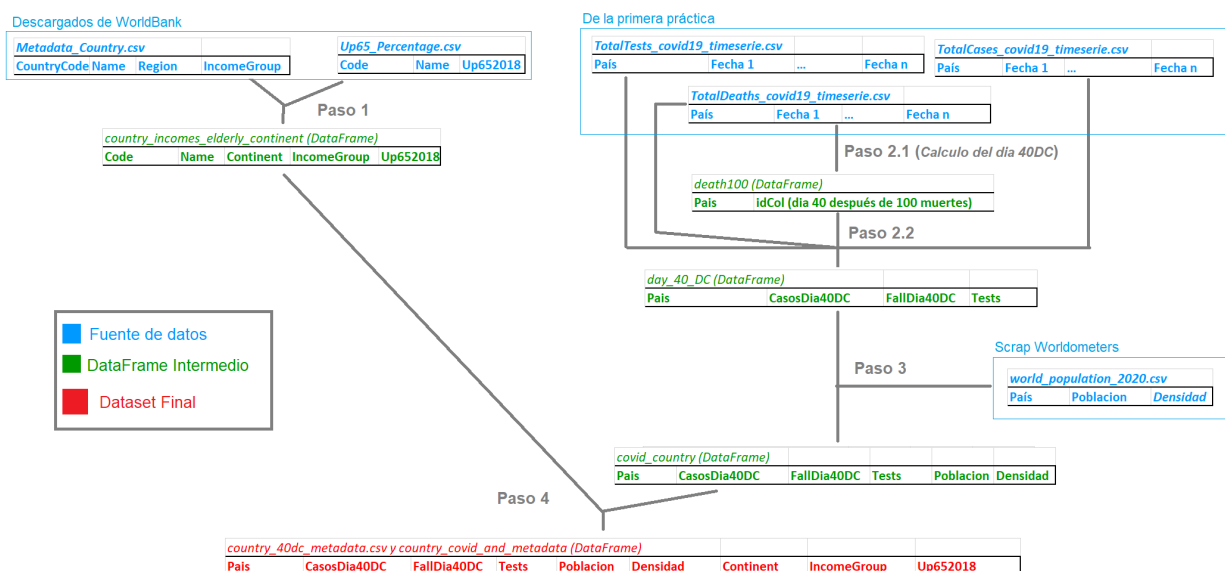 Descargados de WorldBank
Metadata_Country.csv
CountryCode Name Region IncomeGroup
Up65_Percentage.csv
Code Name Up652018
Paso 1
country_incomes_elderly_continent (DataFrame)
Code Name Continent IncomeGroup Up652018
De la primera práctica
TotalTests_covid19_timeserie.csv
País Fecha 1 ... Fecha n
TotalCases_covid19_timeserie.csv
País Fecha 1 ... Fecha n
TotalDeaths_covid19_timeserie.csv
País Fecha 1 ... Fecha n
Paso 2.1 (Calculo del dia 40DC)
death100 (DataFrame)
Pais idCol (dia 40 después de 100 muertes)
Paso 2.2
day_40_DC (DataFrame)
Pais CasosDia40DC FallDia40DC Tests
Fuente de datos
DataFrame Intermedio
Dataset Final
Scrap Worldometers
world_population_2020.csv
País Poblacion Densidad
Paso 3
covid_country (DataFrame)
Pais CasosDia40DC FallDia40DC Tests Poblacion Densidad
Paso 4
country_40dc_metadata.csv y country_covid_and_metadata (DataFrame)
Pais CasosDia40DC FallDia40DC Tests Poblacion Densidad Continent IncomeGroup Up652018